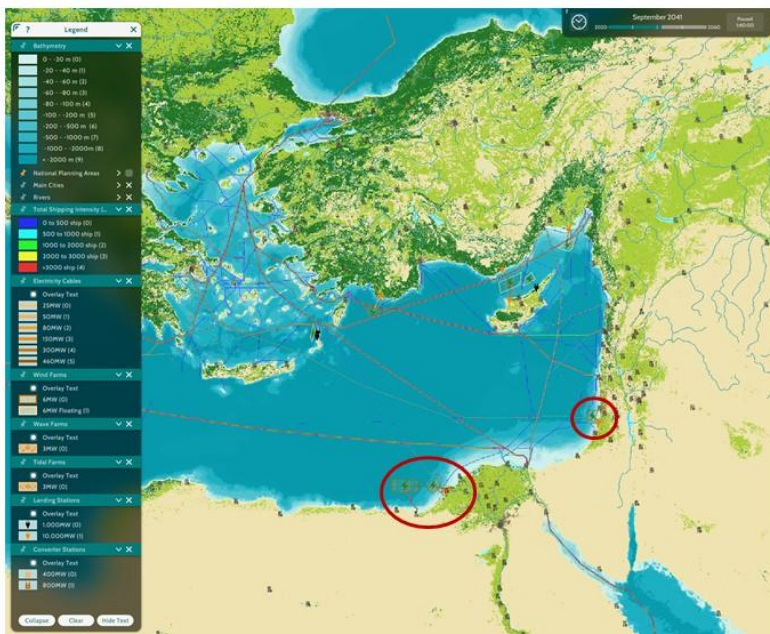 ? Legend
Bathymetry
0 - -20 m (0)
-20 - -40 m (1)
-40 - -60 m (2)
-60 - -80 m (3)
-80 - -100 m (4)
-100 - -200 m (5)
-200 - -500 m (6)
-500 - -1000 m (7)
-1000 - -2000m (8)
National Planning Areas
Main Cities
Rivers
Total Shipping Intensity
0 to 500 ship (0)
500 to 1000 ship (1)
1000 to 2000 ship (2)
2000 to 3000 ship (3)
>3000 ship (4)
Electricity Cables
Overlay Text
25MW (0)
50MW (1)
80MW (2)
150MW (3)
300MW (4)
460MW (5)
Wind Farms
Overlay Text
6MW (0)
6MW Floating (1)
Wave Farms
Overlay Text
3MW (0)
Tidal Farms
Overlay Text
3MW (0)
Landing Stations
Overlay Text
1.000MW (0)
10.000MW (1)
Converter Stations
Overlay Text
400MW (0)
800MW (1)
Collapse Clear Hide Text
September 2041
2020 2060
Paused